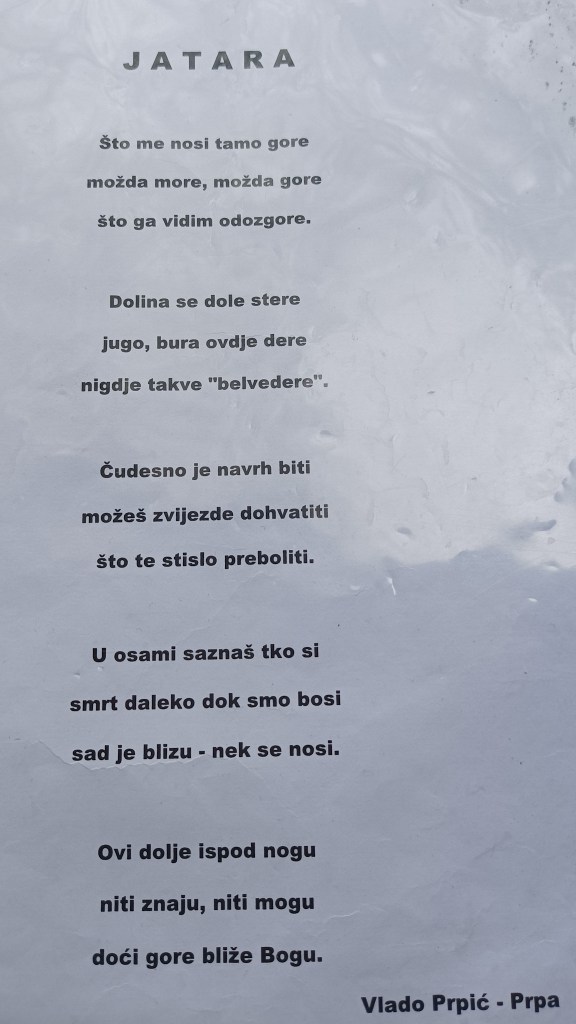 JATARA
Što me nosi tamo gore
možda more, možda gore
što ga vidim odozgore.
Dolina se dole stere
jugo, bura ovdje dere
nigdje takve "belvedere".
Čudesno je navrh biti
možeš zvijezde dohvatiti
što te stislo preboliti.
U osami saznaš tko si
smrt daleko dok smo bosi
sad je blizu - nek se nosi.
Ovi dolje ispod nogu
niti znaju, niti mogu
doći gore bliže Bogu.
Vlado Prpić - Prpa